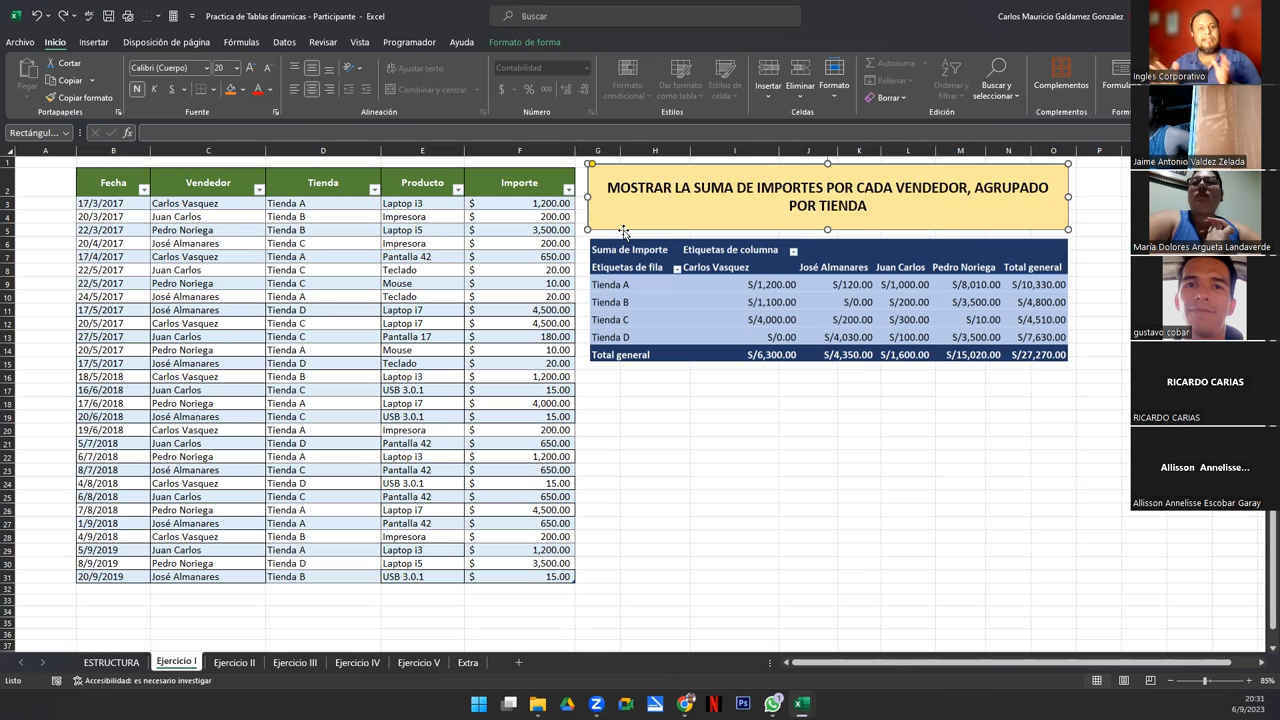 Practica de Tablas dinamicas - Participante - Excel
Buscar
Carlos Mauricio Galdamez Gonzalez
Archivo Inicio Insertar Disposición de página Fórmulas Datos Revisar Vista Programador Ayuda Formato de forma
Pegar
Cortar
Copiar
Copiar formato
Portapapeles
Calibri (Cuerpo) 20
N K S
Fuente
Ajustar texto
Combinar y centrar
Alineación
Contabilidad
Número
Formato condicional
Dar formato como tabla
Estilos de celda
Estilos
Insertar Eliminar Formato
Celdas
Autosuma
Rellenar
Borrar
Ordenar y filtrar
Buscar y seleccionar
Edición
Complementos
Complementos
Rectángul...
fx
A B C D E F G H I J K L M N O P
Fecha Vendedor Tienda Producto Importe
17/3/2017 Carlos Vasquez Tienda A Laptop i3 $ 1,200.00
20/3/2017 Juan Carlos Tienda B Impresora $ 200.00
22/3/2017 Pedro Noriega Tienda B Laptop i5 $ 3,500.00
20/4/2017 José Almanares Tienda C Impresora $ 200.00
17/4/2017 Carlos Vasquez Tienda A Pantalla 42 $ 650.00
22/5/2017 Juan Carlos Tienda C Teclado $ 20.00
22/5/2017 Pedro Noriega Tienda C Mouse $ 10.00
24/5/2017 José Almanares Tienda A Teclado $ 20.00
17/5/2017 José Almanares Tienda D Laptop i7 $ 4,500.00
20/5/2017 Carlos Vasquez Tienda C Laptop i7 $ 4,500.00
27/5/2017 Juan Carlos Tienda C Pantalla 17 $ 180.00
20/5/2017 Pedro Noriega Tienda A Mouse $ 10.00
17/5/2017 José Almanares Tienda D Teclado $ 20.00
18/5/2018 Carlos Vasquez Tienda B Laptop i3 $ 1,200.00
16/6/2018 Juan Carlos Tienda C USB 3.0.1 $ 15.00
18/6/2018 Pedro Noriega Tienda A Laptop i7 $ 4,000.00
20/6/2018 José Almanares Tienda C USB 3.0.1 $ 15.00
19/6/2018 Carlos Vasquez Tienda A Impresora $ 200.00
5/7/2018 Juan Carlos Tienda D Pantalla 42 $ 650.00
6/7/2018 Pedro Noriega Tienda A Laptop i3 $ 1,200.00
8/7/2018 José Almanares Tienda C Pantalla 42 $ 650.00
4/8/2018 Carlos Vasquez Tienda D USB 3.0.1 $ 15.00
6/8/2018 Juan Carlos Tienda C Pantalla 42 $ 650.00
7/8/2018 Pedro Noriega Tienda A Laptop i7 $ 4,500.00
1/9/2018 José Almanares Tienda A Pantalla 42 $ 650.00
4/9/2018 Carlos Vasquez Tienda B Impresora $ 200.00
5/9/2019 Juan Carlos Tienda A Laptop i3 $ 1,200.00
8/9/2019 Pedro Noriega Tienda D Laptop i5 $ 3,500.00
20/9/2019 José Almanares Tienda B USB 3.0.1 $ 15.00
MOSTRAR LA SUMA DE IMPORTES POR CADA VENDEDOR, AGRUPADO
POR TIENDA
Suma de Importe Etiquetas de columna
Etiquetas de fila Carlos Vasquez José Almanares Juan Carlos Pedro Noriega Total general
Tienda A S/1,200.00 S/120.00 S/1,000.00 S/8,010.00 S/10,330.00
Tienda B S/1,100.00 S/0.00 S/200.00 S/3,500.00 S/4,800.00
Tienda C S/4,000.00 S/200.00 S/300.00 S/10.00 S/4,510.00
Tienda D S/0.00 S/4,030.00 S/100.00 S/3,500.00 S/7,630.00
Total general S/6,300.00 S/4,350.00 S/1,600.00 S/15,020.00 S/27,270.00
Ingles Corporativo
Jaime Antonio Valdez Zelada
María Dolores Argueta Landaverde
gustavo cobar
RICARDO CARIAS
RICARDO CARIAS
Allisson Annelisse...
Allisson Annelisse Escobar Garay
ESTRUCTURA Ejercicio I Ejercicio II Ejercicio III Ejercicio IV Ejercicio V Extra
Listo Accesibilidad: es necesario investigar 85%
20:31
6/9/2023